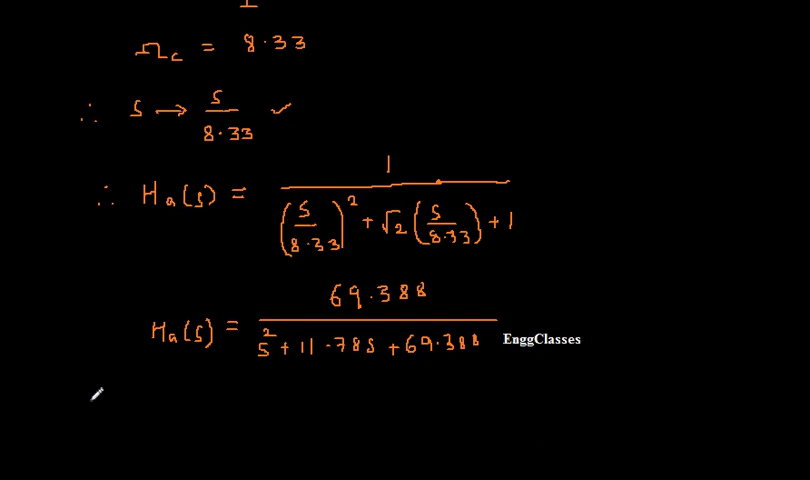 Ωc = 8.33
∴ S → S/8.33 ✓
∴ Ha(s) = 1 / ((S/8.33)² + √2 (S/8.33) + 1)
Ha(s) = 69.388 / (s² + 11.78s + 69.388)
EnggClasses